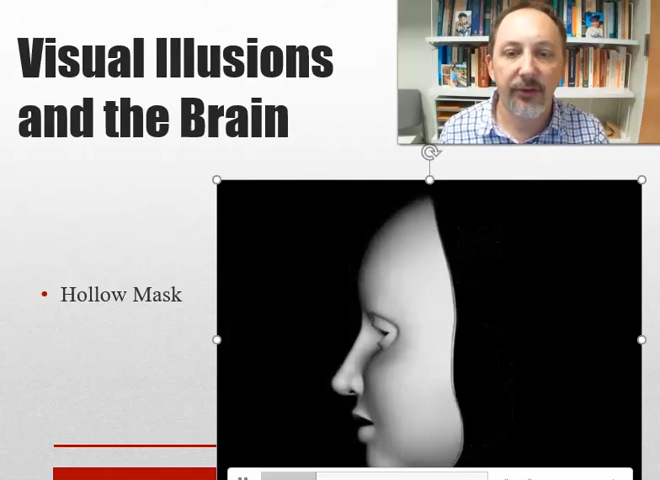 Visual Illusions
and the Brain
• Hollow Mask